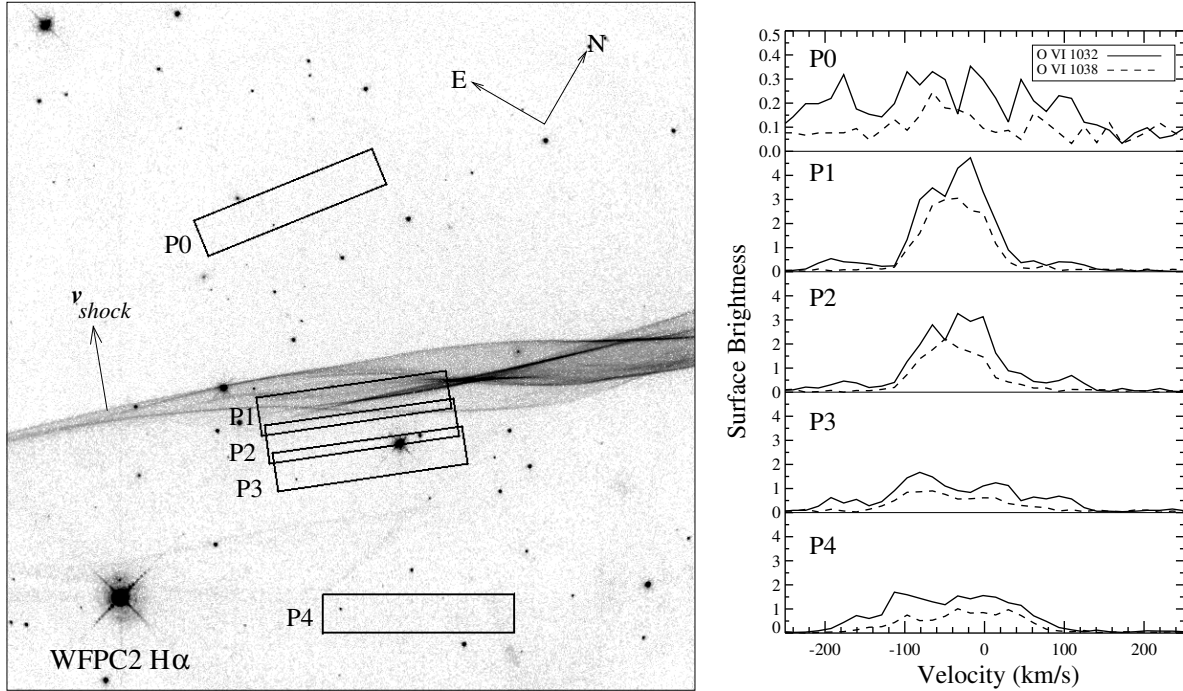 N
E
P0
v shock
P1
P2
P3
P4
WFPC2 Hα
Surface Brightness
P0
O VI 1032
O VI 1038
0.5
0.4
0.3
0.2
0.1
0.0
P1
4
3
2
1
0
P2
4
3
2
1
0
P3
4
3
2
1
0
P4
4
3
2
1
0
-200 -100 0 100 200
Velocity (km/s)